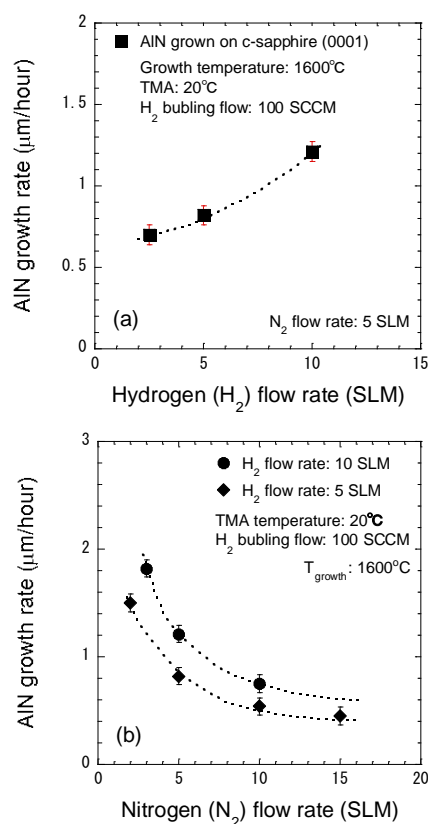 2
1.5
1
0.5
0
AlN growth rate (μm/hour)
AlN grown on c-sapphire (0001)
Growth temperature: 1600°C
TMA: 20°C
H2 bubling flow: 100 SCCM
(a)
N2 flow rate: 5 SLM
0 5 10 15
Hydrogen (H2) flow rate (SLM)
3
2
1
0
AlN growth rate (μm/hour)
H2 flow rate: 10 SLM
H2 flow rate: 5 SLM
TMA temperature: 20°C
H2 bubling flow: 100 SCCM
Tgrowth: 1600°C
(b)
0 5 10 15 20
Nitrogen (N2) flow rate (SLM)